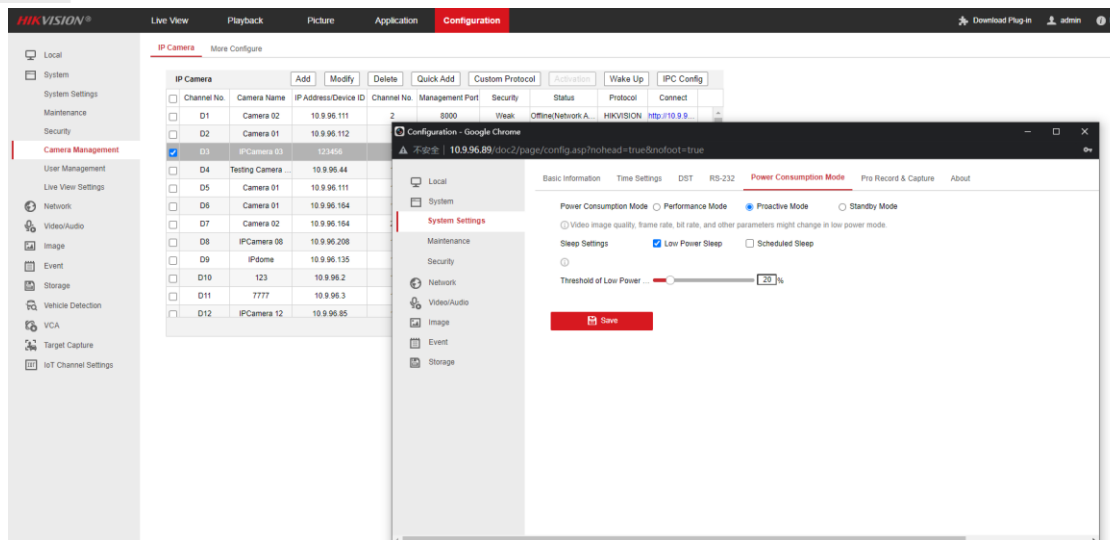 HIKVISION® Live View Playback Picture Application Configuration Download Plug-in admin
Local
System
System Settings
Maintenance
Security
Camera Management
User Management
Live View Settings
Network
Video/Audio
Image
Event
Storage
Vehicle Detection
VCA
Target Capture
IoT Channel Settings
IP Camera More Configure
IP Camera Add Modify Delete Quick Add Custom Protocol Activation Wake Up IPC Config
Channel No. Camera Name IP Address/Device ID Channel No. Management Port Security Status Protocol Connect
D1 Camera 02 10.9.96.111 2 8000 Weak Offline(Network A... HIKVISION http://10.9.9...
D2 Camera 01 10.9.96.112
D3 IPCamera 03 123456
D4 Testing Camera ... 10.9.96.44
D5 Camera 01 10.9.96.111
D6 Camera 01 10.9.96.164
D7 Camera 02 10.9.96.164
D8 IPCamera 08 10.9.96.208
D9 IPdome 10.9.96.135
D10 123 10.9.96.2
D11 7777 10.9.96.3
D12 IPCamera 12 10.9.96.85
Configuration - Google Chrome
不安全 | 10.9.96.89/doc2/page/config.asp?nohead=true&nofoot=true
Local
System
System Settings
Maintenance
Security
Network
Video/Audio
Image
Event
Storage
Basic Information Time Settings DST RS-232 Power Consumption Mode Pro Record & Capture About
Power Consumption Mode Performance Mode Proactive Mode Standby Mode
Video image quality, frame rate, bit rate, and other parameters might change in low power mode.
Sleep Settings Low Power Sleep Scheduled Sleep
Threshold of Low Power ... 20 %
Save